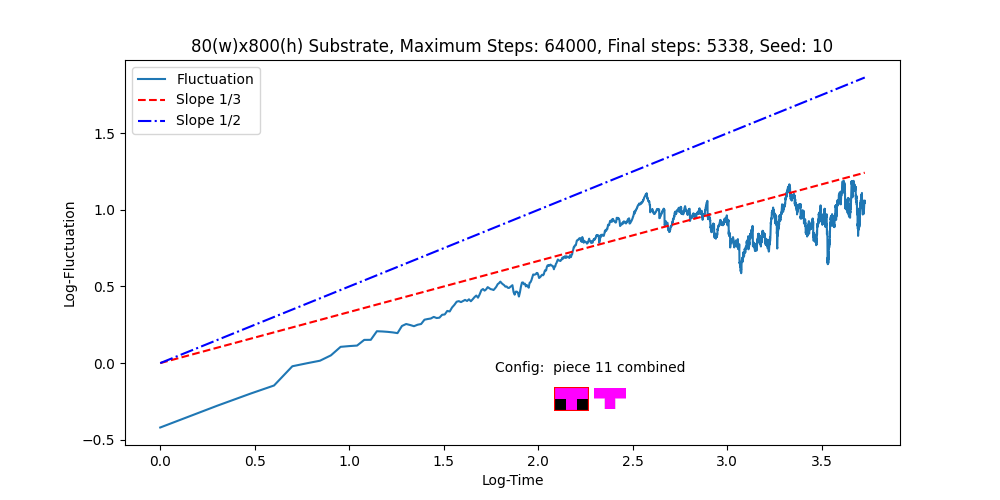 80(w)x800(h) Substrate, Maximum Steps: 64000, Final steps: 5338, Seed: 10
Fluctuation
Slope 1/3
Slope 1/2
Log-Fluctuation
1.5
1.0
0.5
0.0
−0.5
Config:  piece 11 combined
0.0 0.5 1.0 1.5 2.0 2.5 3.0 3.5
Log-Time